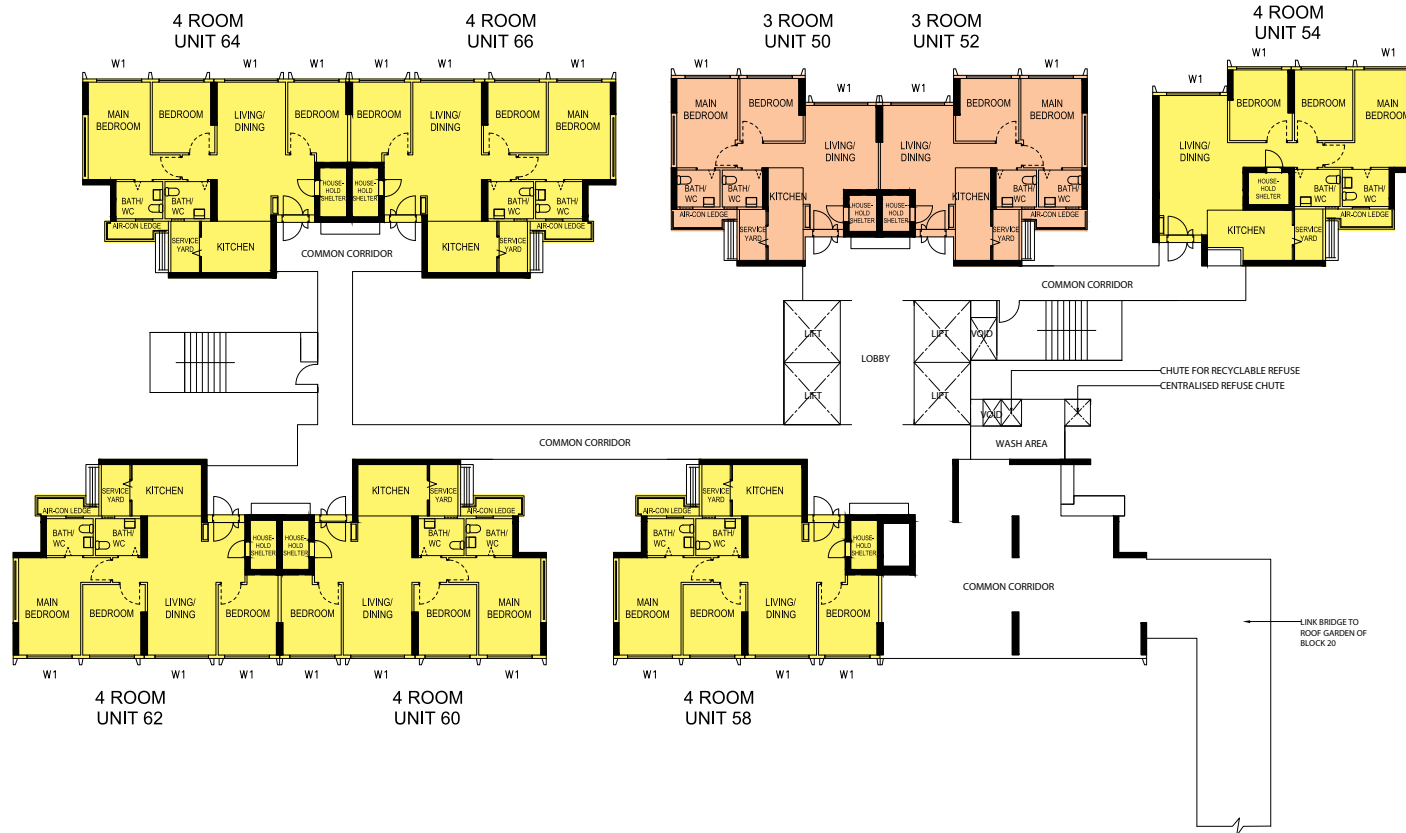 4 ROOM
UNIT 64
4 ROOM
UNIT 66
3 ROOM
UNIT 50
3 ROOM
UNIT 52
4 ROOM
UNIT 54
W1
W1
W1
W1
W1
W1
W1
W1
W1
W1
W1
W1
MAIN
BEDROOM
BEDROOM
LIVING/
DINING
BEDROOM
BEDROOM
LIVING/
DINING
BEDROOM
MAIN
BEDROOM
MAIN
BEDROOM
BEDROOM
LIVING/
DINING
LIVING/
DINING
BEDROOM
MAIN
BEDROOM
LIVING/
DINING
BEDROOM
BEDROOM
MAIN
BEDROOM
BATH/
WC
BATH/
WC
HOUSE-
HOLD
SHELTER
HOUSE-
HOLD
SHELTER
BATH/
WC
BATH/
WC
BATH/
WC
BATH/
WC
KITCHEN
HOUSE-
HOLD
SHELTER
HOUSE-
HOLD
SHELTER
KITCHEN
BATH/
WC
BATH/
WC
HOUSE-
HOLD
SHELTER
BATH/
WC
BATH/
WC
AIR-CON LEDGE
SERVICE
YARD
KITCHEN
KITCHEN
SERVICE
YARD
AIR-CON LEDGE
AIR-CON LEDGE
SERVICE
YARD
SERVICE
YARD
AIR-CON LEDGE
KITCHEN
SERVICE
YARD
AIR-CON LEDGE
COMMON CORRIDOR
COMMON CORRIDOR
LIFT
LIFT
VOID
LOBBY
LIFT
LIFT
CHUTE FOR RECYCLABLE REFUSE
CENTRALISED REFUSE CHUTE
VOID
WASH AREA
COMMON CORRIDOR
SERVICE
YARD
KITCHEN
KITCHEN
SERVICE
YARD
SERVICE
YARD
KITCHEN
AIR-CON LEDGE
AIR-CON LEDGE
AIR-CON LEDGE
BATH/
WC
BATH/
WC
HOUSE-
HOLD
SHELTER
HOUSE-
HOLD
SHELTER
BATH/
WC
BATH/
WC
BATH/
WC
BATH/
WC
HOUSE-
HOLD
SHELTER
COMMON CORRIDOR
MAIN
BEDROOM
BEDROOM
LIVING/
DINING
BEDROOM
BEDROOM
LIVING/
DINING
BEDROOM
MAIN
BEDROOM
MAIN
BEDROOM
BEDROOM
LIVING/
DINING
BEDROOM
LINK BRIDGE TO
ROOF GARDEN OF
BLOCK 20
W1
W1
W1
W1
W1
W1
W1
4 ROOM
UNIT 62
4 ROOM
UNIT 60
4 ROOM
UNIT 58